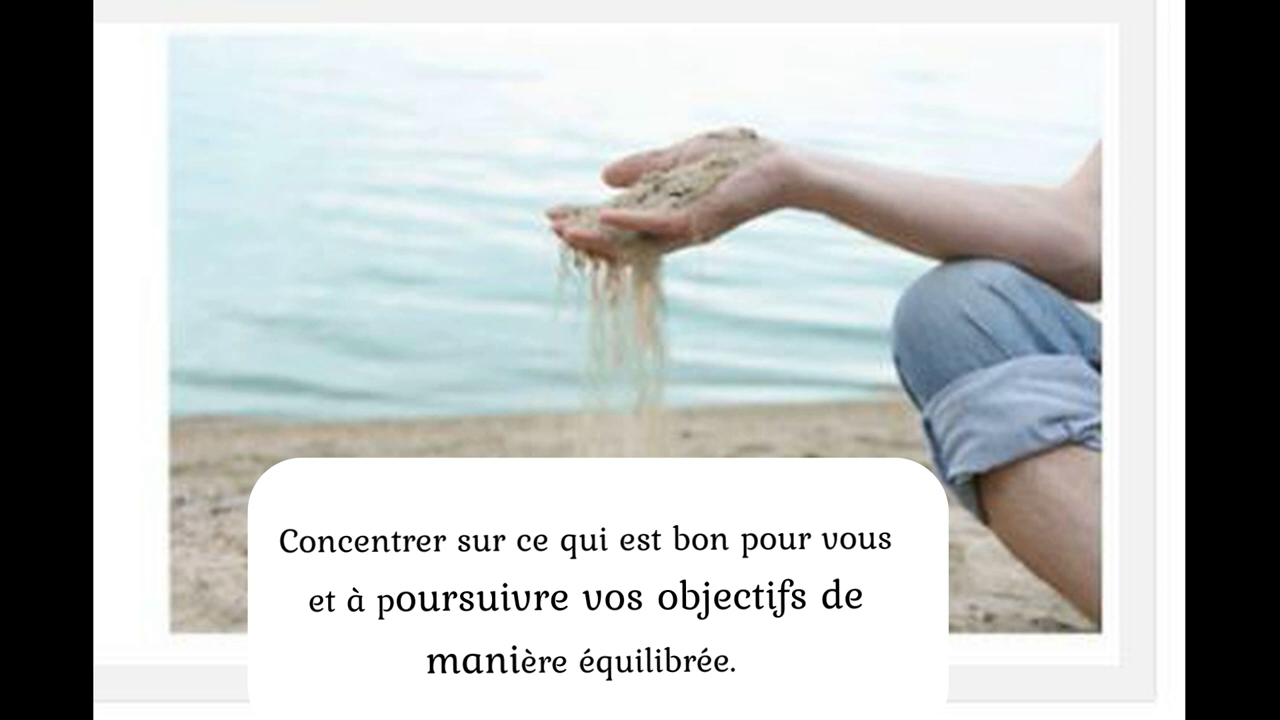 Concentrer sur ce qui est bon pour vous
et à poursuivre vos objectifs de
manière équilibrée.